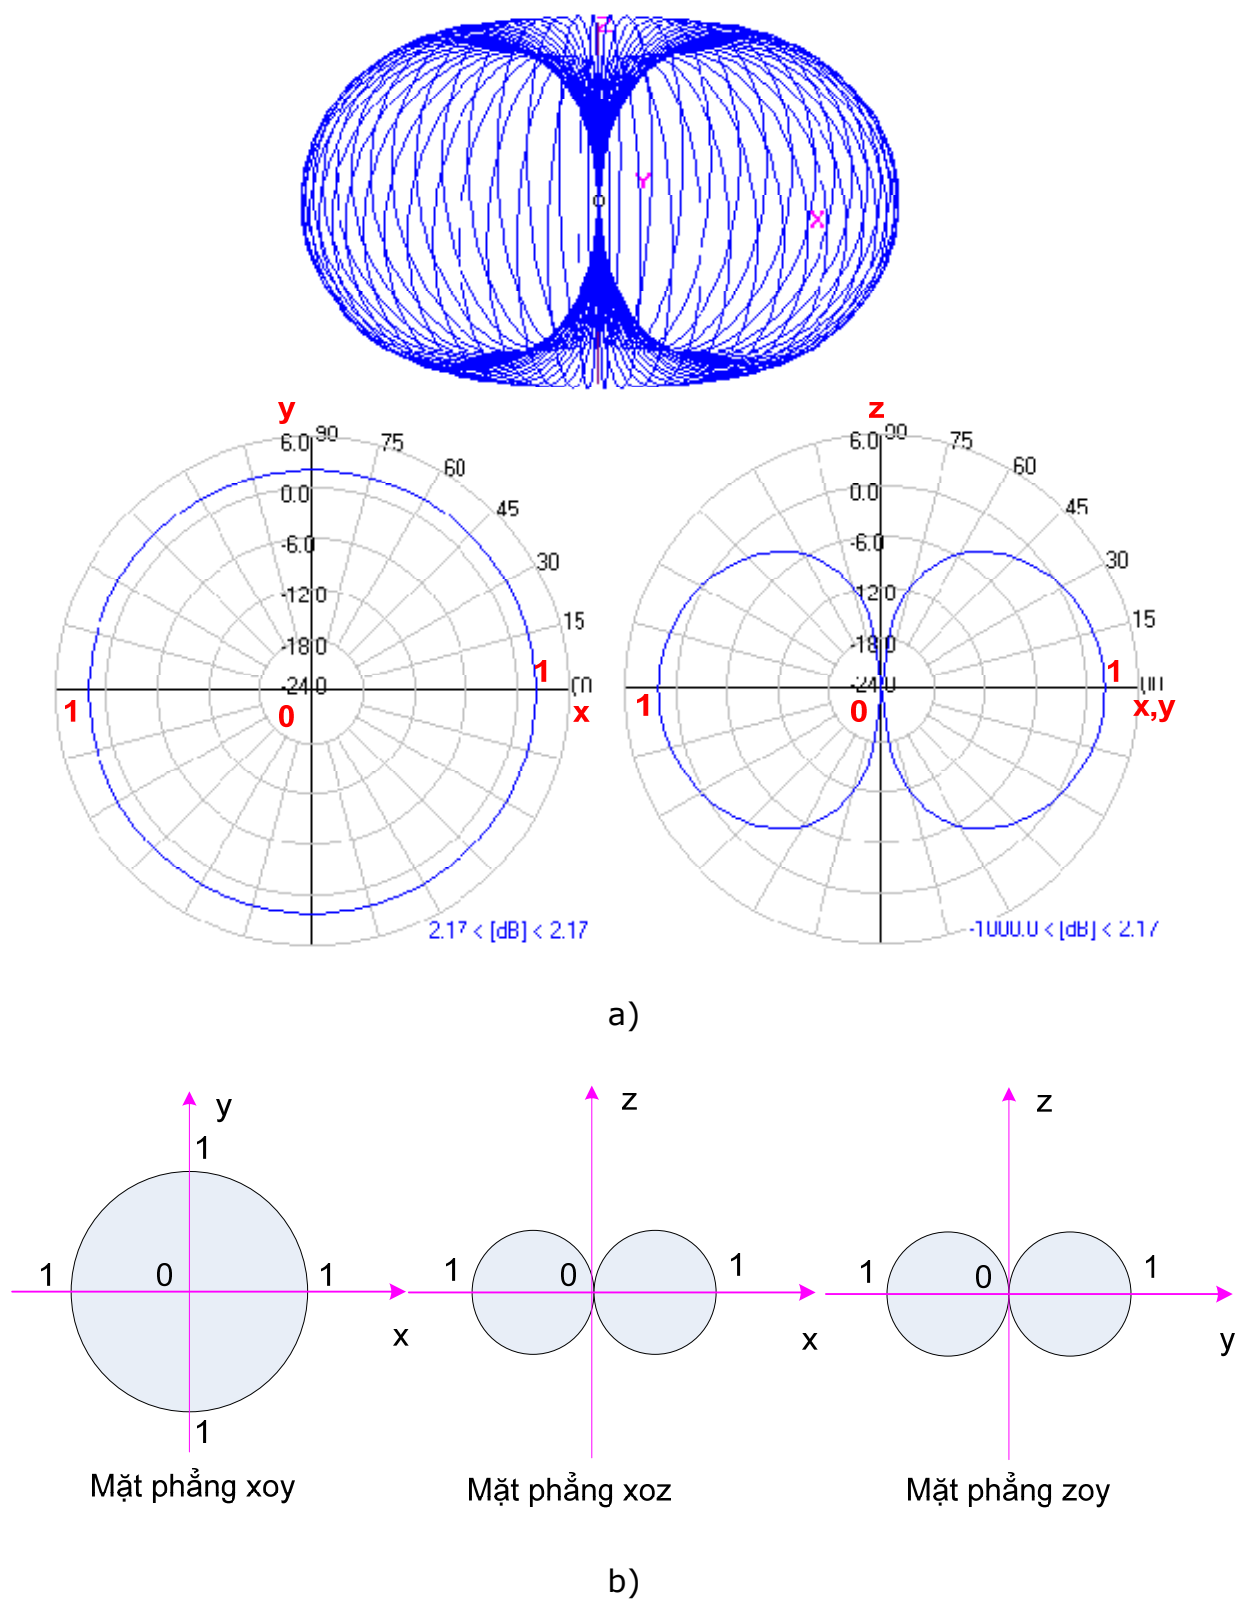 Z
Y
O
X
y
6.0 90 75
60
0.0
45
-6.0
30
-12.0
15
-18.0
1
-24.0
1 0 x
2.17 < [dB] < 2.17
z
6.0 75
60
0.0
45
-6.0
30
-12.0
15
-18.0
1
-24.0
1 0 x,y
-1000.0 < [dB] < 2.17
a)
y
1
1 0 1
x
1
Mặt phẳng xoy
z
1 0 1
x
Mặt phẳng xoz
z
1 0 1
y
Mặt phẳng zoy
b)